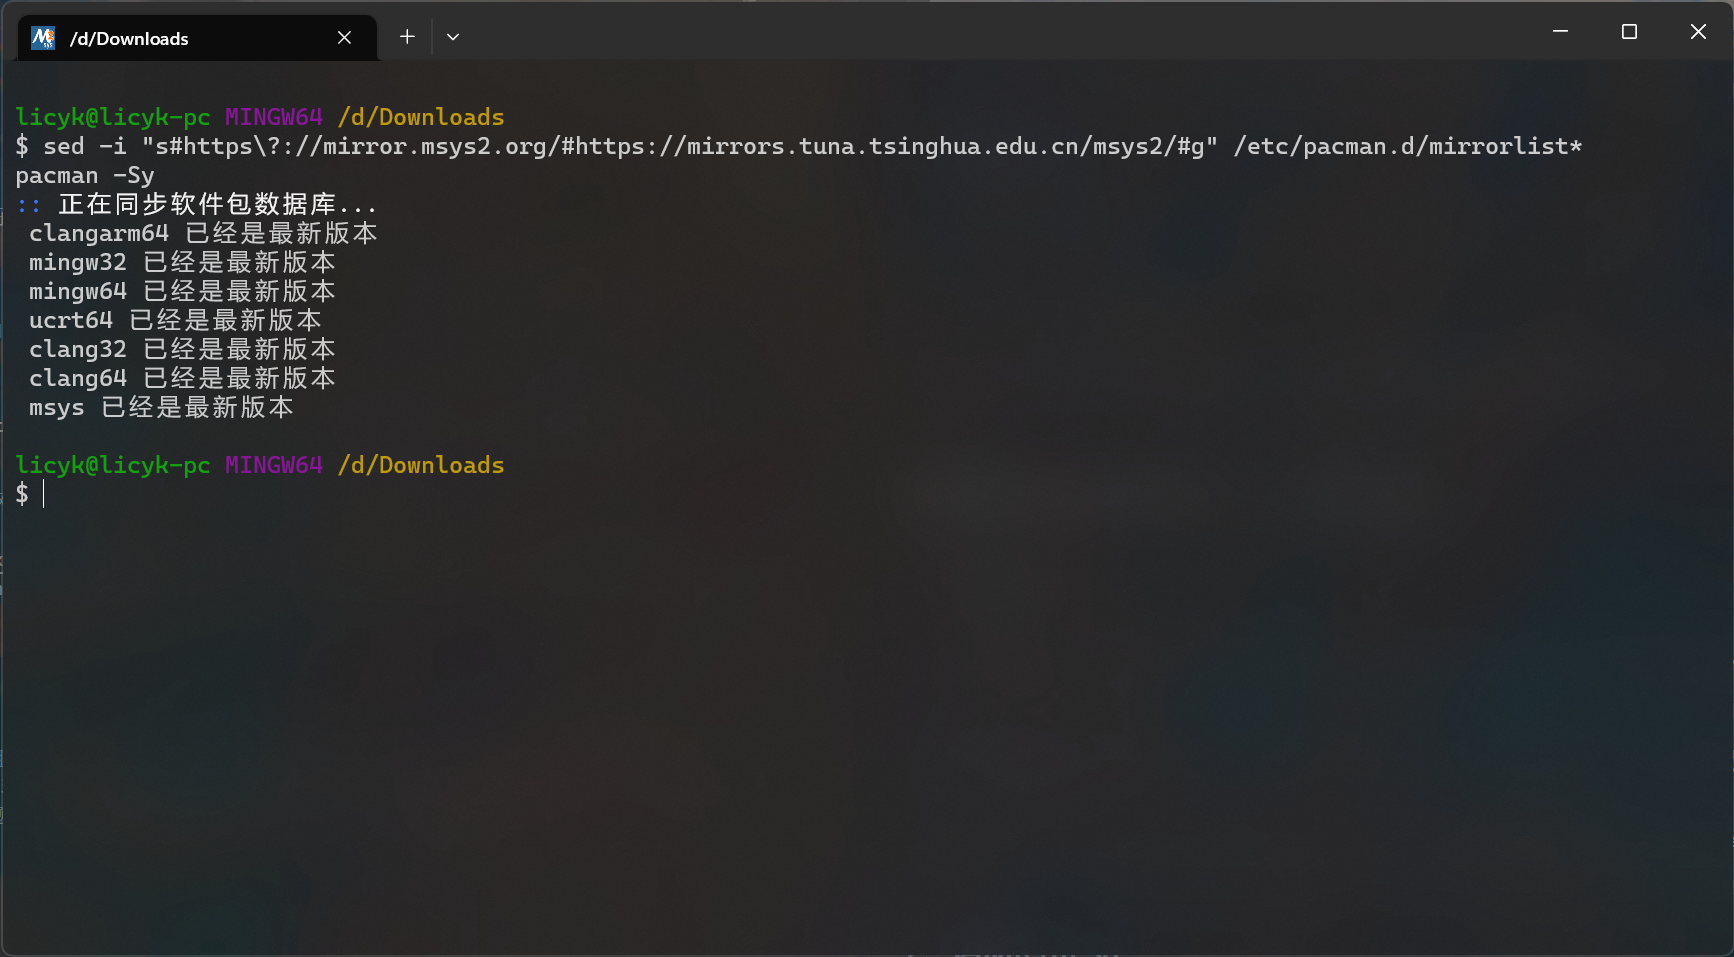 /d/Downloads
licyk@licyk-pc MINGW64 /d/Downloads
$ sed -i "s#https\?://mirror.msys2.org/#https://mirrors.tuna.tsinghua.edu.cn/msys2/#g" /etc/pacman.d/mirrorlist*
pacman -Sy
:: 正在同步软件包数据库...
clangarm64 已经是最新版本
mingw32 已经是最新版本
mingw64 已经是最新版本
ucrt64 已经是最新版本
clang32 已经是最新版本
clang64 已经是最新版本
msys 已经是最新版本
licyk@licyk-pc MINGW64 /d/Downloads
$